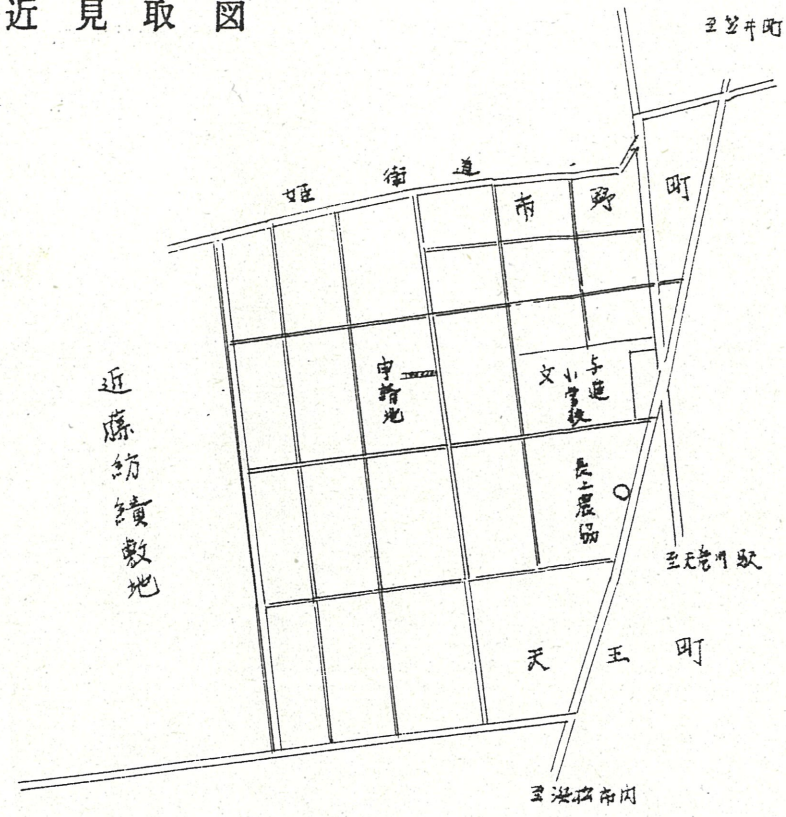 近見取図
至笠井町
姫街道
市野町
申請地
与進
小学校
文
近藤紡績敷地
長上農協
至天竜川駅
天王町
至浜松市内